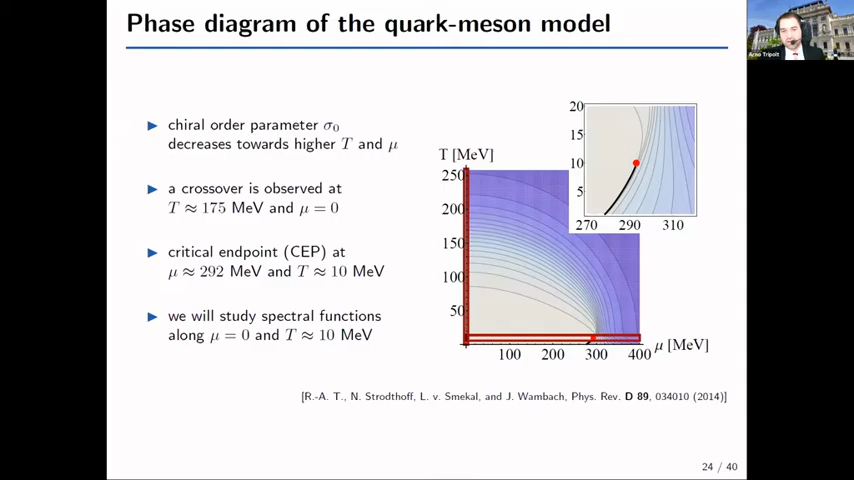 Phase diagram of the quark-meson model
Arno Tripolt
▶ chiral order parameter σ₀
decreases towards higher T and μ
▶ a crossover is observed at
T ≈ 175 MeV and μ = 0
▶ critical endpoint (CEP) at
μ ≈ 292 MeV and T ≈ 10 MeV
▶ we will study spectral functions
along μ = 0 and T ≈ 10 MeV
20
15
10
5
270 290 310
T [MeV]
250
200
150
100
50
100 200 300 400 μ [MeV]
[R.-A. T., N. Strodthoff, L. v. Smekal, and J. Wambach, Phys. Rev. D 89, 034010 (2014)]
24 / 40